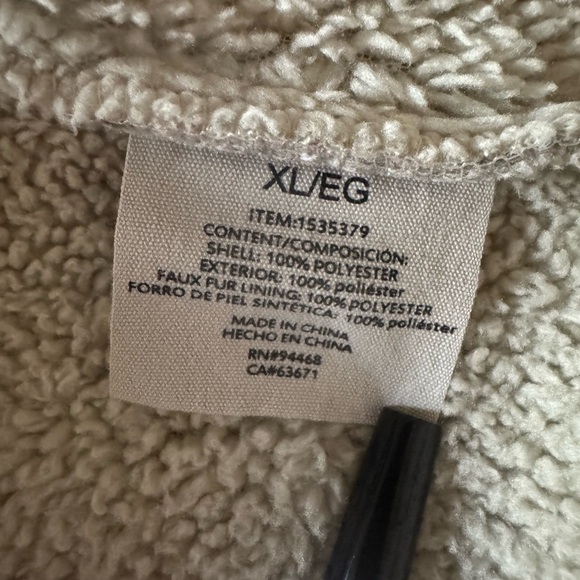 XL/EG
ITEM:1535379
CONTENT/COMPOSICIÓN:
SHELL: 100% POLYESTER
EXTERIOR: 100% poliéster
FAUX FUR LINING: 100% POLYESTER
FORRO DE PIEL SINTÉTICA: 100% poliéster
MADE IN CHINA
HECHO EN CHINA
RN#94468
CA#63671